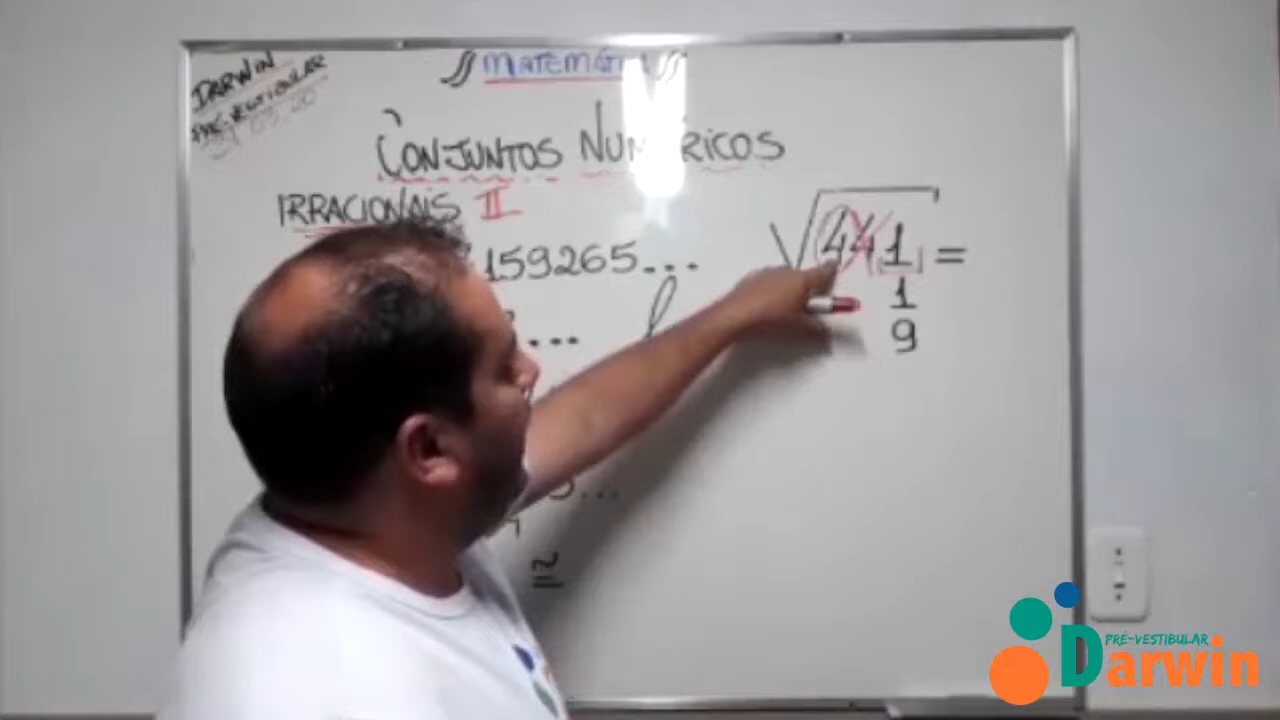 DARWIN
PRÉ-VESTIBULAR
// MATEMÁTICA //
CONJUNTOS NUMÉRICOS
IRRACIONAIS II
159265...
√441 =
1
9
PRÉ-VESTIBULAR
Darwin